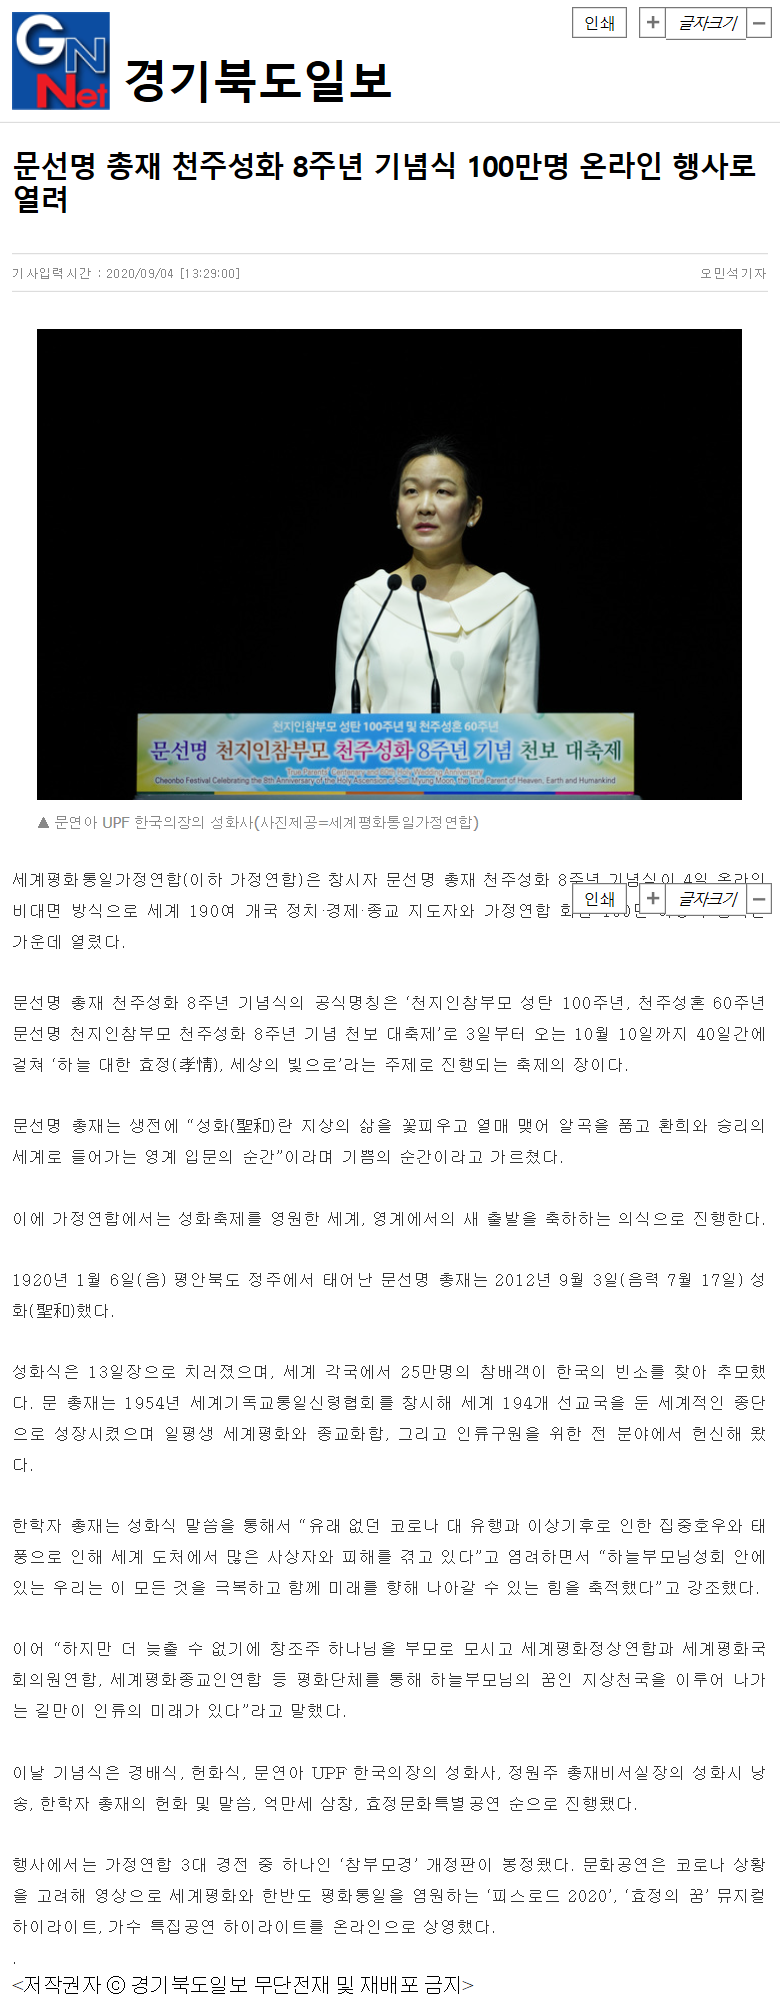 인쇄 + 글자크기 −
GN Net 경기북도일보
문선명 총재 천주성화 8주년 기념식 100만명 온라인 행사로
열려
기사입력시간 : 2020/09/04 [13:29:00]
오민석기자
천지인참부모 성탄 100주년 및 천주성혼 60주년
문선명 천지인참부모 천주성화 8주년 기념 천보 대축제
True Parents' Centenary and 60th Holy Wedding Anniversary
Cheonbo Festival Celebrating the 8th Anniversary of the Holy Ascension of Sun Myung Moon, the True Parent of Heaven, Earth and Humankind
▲ 문연아 UPF 한국의장의 성화사(사진제공=세계평화통일가정연합)
세계평화통일가정연합(이하 가정연합)은 창시자 문선명 총재 천주성화 8주년 기념식이 4일 온라인
인쇄 + 글자크기 −
비대면 방식으로 세계 190여 개국 정치·경제·종교 지도자와 가정연합
가운데 열렸다.
문선명 총재 천주성화 8주년 기념식의 공식명칭은 ‘천지인참부모 성탄 100주년, 천주성혼 60주년
문선명 천지인참부모 천주성화 8주년 기념 천보 대축제’로 3일부터 오는 10월 10일까지 40일간에
걸쳐 ‘하늘 대한 효정(孝情), 세상의 빛으로’라는 주제로 진행되는 축제의 장이다.
문선명 총재는 생전에 “성화(聖和)란 지상의 삶을 꽃피우고 열매 맺어 알곡을 품고 환희와 승리의
세계로 들어가는 영계 입문의 순간”이라며 기쁨의 순간이라고 가르쳤다.
이에 가정연합에서는 성화축제를 영원한 세계, 영계에서의 새 출발을 축하하는 의식으로 진행한다.
1920년 1월 6일(음) 평안북도 정주에서 태어난 문선명 총재는 2012년 9월 3일(음력 7월 17일) 성
화(聖和)했다.
성화식은 13일장으로 치러졌으며, 세계 각국에서 25만명의 참배객이 한국의 빈소를 찾아 추모했
다. 문 총재는 1954년 세계기독교통일신령협회를 창시해 세계 194개 선교국을 둔 세계적인 종단
으로 성장시켰으며 일평생 세계평화와 종교화합, 그리고 인류구원을 위한 전 분야에서 헌신해 왔
다.
한학자 총재는 성화식 말씀을 통해서 “유래 없던 코로나 대 유행과 이상기후로 인한 집중호우와 태
풍으로 인해 세계 도처에서 많은 사상자와 피해를 겪고 있다”고 염려하면서 “하늘부모님성회 안에
있는 우리는 이 모든 것을 극복하고 함께 미래를 향해 나아갈 수 있는 힘을 축적했다”고 강조했다.
이어 “하지만 더 늦출 수 없기에 창조주 하나님을 부모로 모시고 세계평화정상연합과 세계평화국
회의원연합, 세계평화종교인연합 등 평화단체를 통해 하늘부모님의 꿈인 지상천국을 이루어 나가
는 길만이 인류의 미래가 있다”라고 말했다.
이날 기념식은 경배식, 헌화식, 문연아 UPF 한국의장의 성화사, 정원주 총재비서실장의 성화시 낭
송, 한학자 총재의 헌화 및 말씀, 억만세 삼창, 효정문화특별공연 순으로 진행됐다.
행사에서는 가정연합 3대 경전 중 하나인 ‘참부모경’ 개정판이 봉정됐다. 문화공연은 코로나 상황
을 고려해 영상으로 세계평화와 한반도 평화통일을 염원하는 ‘피스로드 2020’, ‘효정의 꿈’ 뮤지컬
하이라이트, 가수 특집공연 하이라이트를 온라인으로 상영했다.
.
<저작권자 ⓒ 경기북도일보 무단전재 및 재배포 금지>